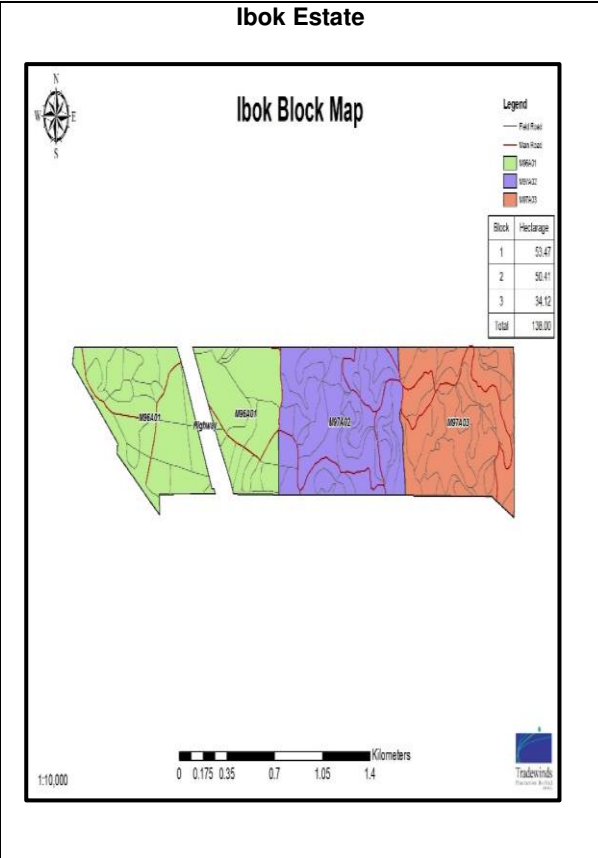 Ibok Estate
N
W E
S
Ibok Block Map
Legend
Field Road
Main Road
M96A01
M97A02
M97A03
Block Hectarage
1 53.47
2 50.41
3 34.12
Total 138.00
M96A01
Highway
M96A01
M97A02
M97A03
Kilometers
0 0.175 0.35 0.7 1.05 1.4
1:10,000
Tradewinds